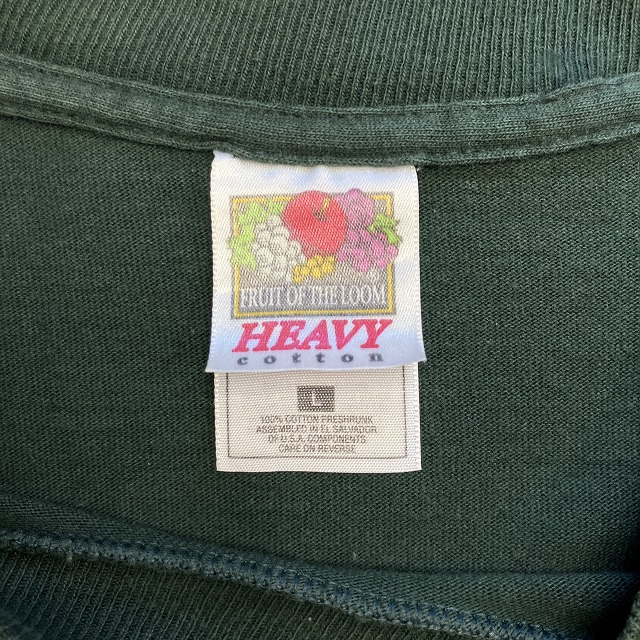 FRUIT OF THE LOOM
HEAVY
cotton
L
100% COTTON PRESHRUNK
ASSEMBLED IN EL SALVADOR
OF U.S.A. COMPONENTS
CARE ON REVERSE